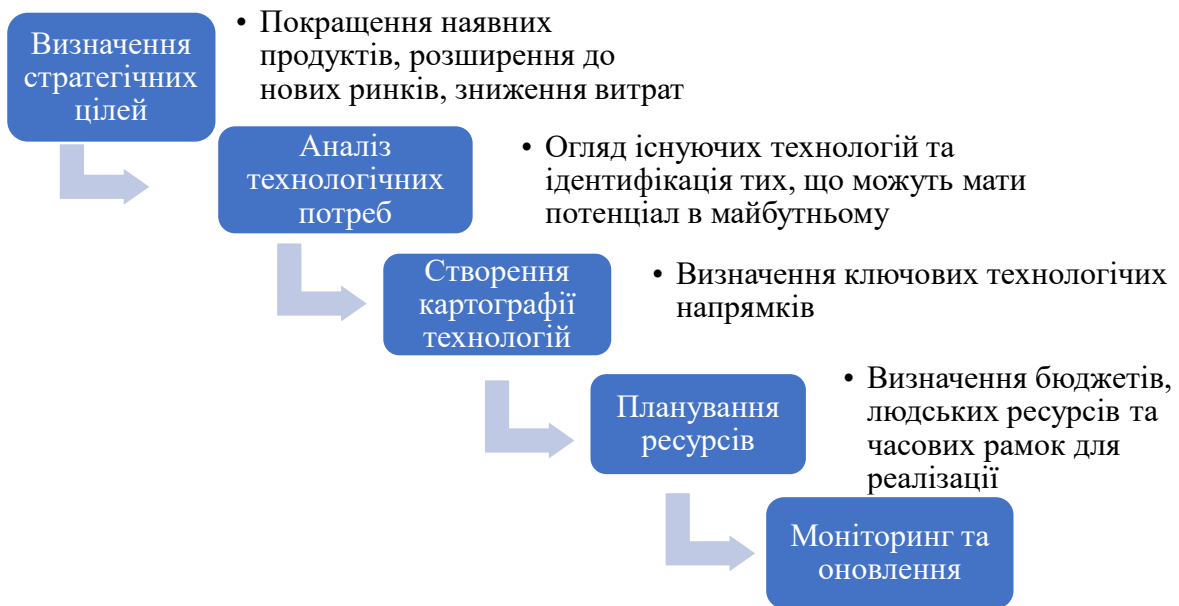 Визначення
стратегічних
цілей
• Покращення наявних
продуктів, розширення до
нових ринків, зниження витрат
Аналіз
технологічних
потреб
• Огляд існуючих технологій та
ідентифікація тих, що можуть мати
потенціал в майбутньому
Створення
картографії
технологій
• Визначення ключових технологічих
напрямків
Планування
ресурсів
• Визначення бюджетів,
людських ресурсів та
часових рамок для
реалізації
Моніторинг та
оновлення